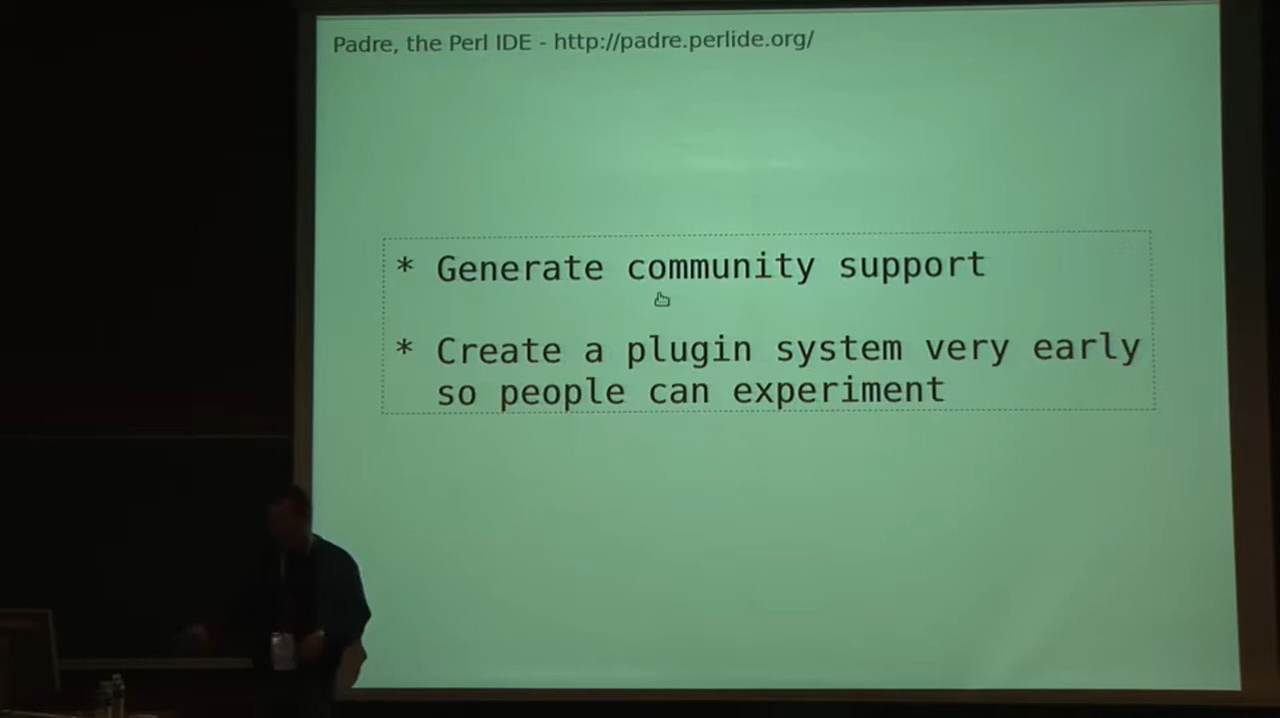 Padre, the Perl IDE - http://padre.perlide.org/
* Generate community support
* Create a plugin system very early
so people can experiment